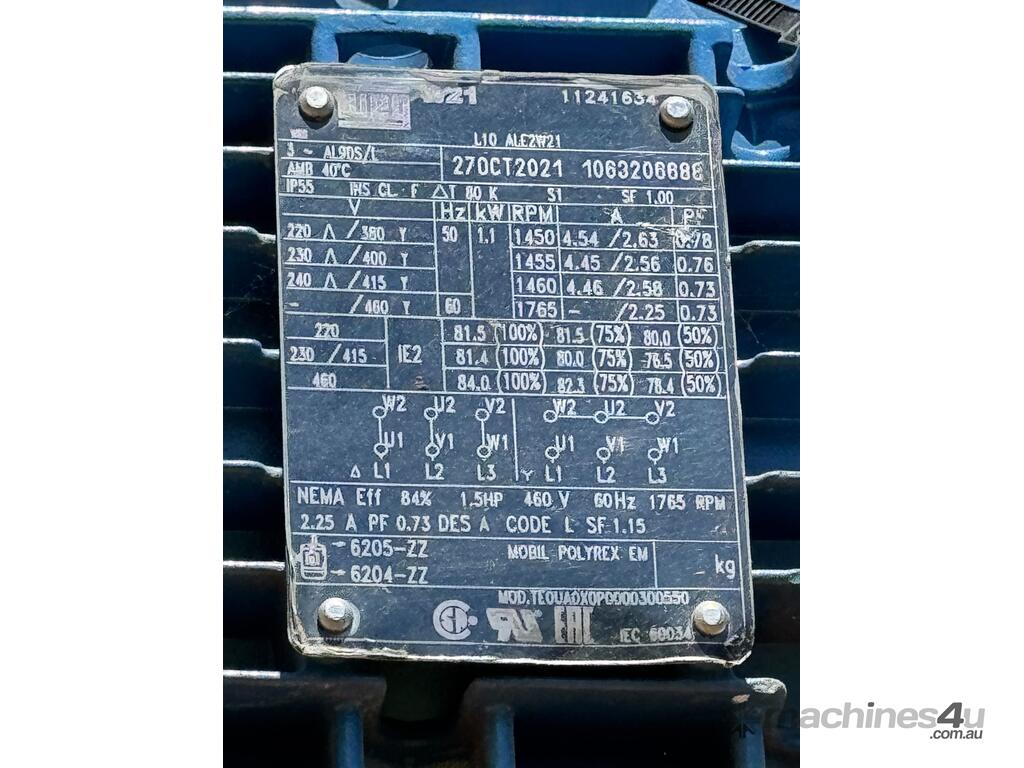 W21 11241634
L10 ALE2W21
3 ~ AL90S/L 27OCT2021
AMB 40°C
IP55 INS CL. F ΔT 80 K S1 SF 1.00
V Hz kW RPM A PF
220 Δ/380 Y 50 1.1 1450 4.54/2.63 0.78
230 Δ/400 Y 1455 4.45/2.56 0.76
240 Δ/415 Y 1460 4.46/2.58 0.73
- /460 Y 60 1765 - /2.25 0.73
220 81.5 (100%) 81.5 (75%) 80.0 (50%)
230/415 IE2 81.4 (100%) 80.0 (75%) 76.5 (50%)
460 84.0 (100%) 82.3 (75%) 78.4 (50%)
W2 U2 V2 W2 U2 V2
U1 V1 W1 U1 V1 W1
Δ L1 L2 L3 Y L1 L2 L3
NEMA Eff 84% 1.5HP 460 V 60Hz 1765 RPM
2.25 A PF 0.73 DES A CODE L SF 1.15
6205-ZZ MOBIL POLYREX EM
6204-ZZ kg
MOD.TE0UA0X0P0000300550
IEC 60034
machines4u
.com.au